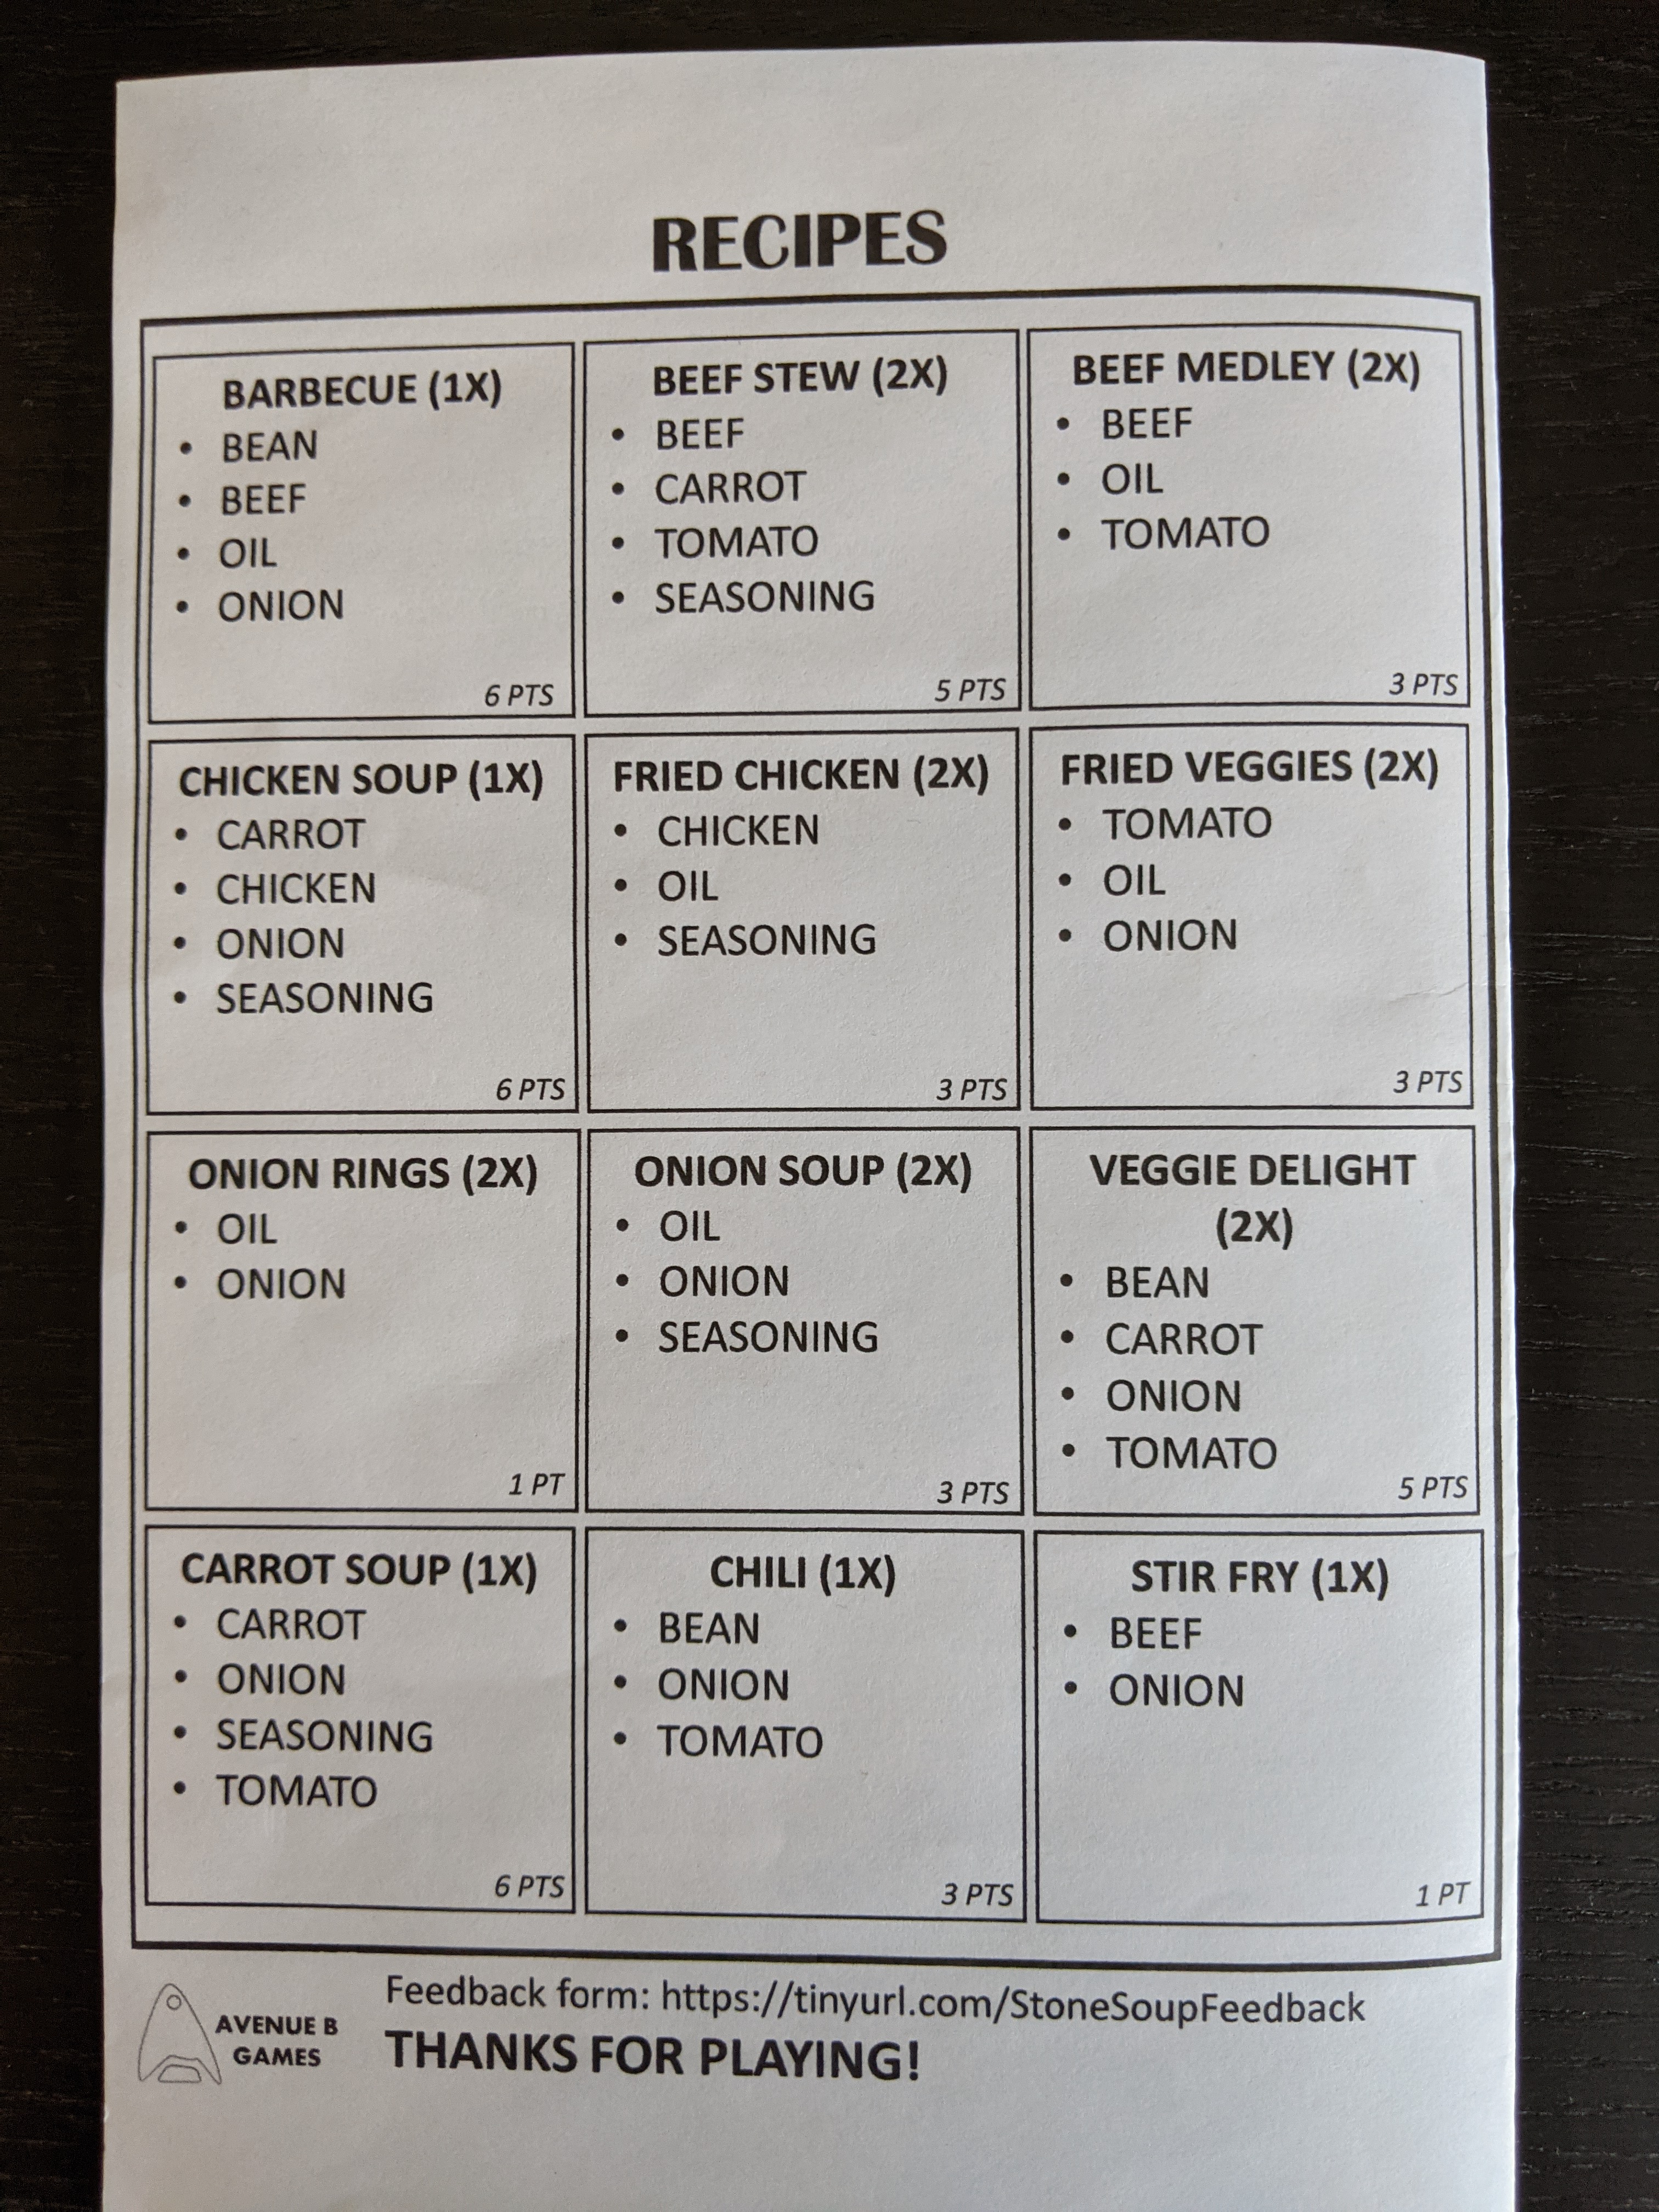 RECIPES
BARBECUE (1X)
• BEAN
• BEEF
• OIL
• ONION
6 PTS
BEEF STEW (2X)
• BEEF
• CARROT
• TOMATO
• SEASONING
5 PTS
BEEF MEDLEY (2X)
• BEEF
• OIL
• TOMATO
3 PTS
CHICKEN SOUP (1X)
• CARROT
• CHICKEN
• ONION
• SEASONING
6 PTS
FRIED CHICKEN (2X)
• CHICKEN
• OIL
• SEASONING
3 PTS
FRIED VEGGIES (2X)
• TOMATO
• OIL
• ONION
3 PTS
ONION RINGS (2X)
• OIL
• ONION
1 PT
ONION SOUP (2X)
• OIL
• ONION
• SEASONING
3 PTS
VEGGIE DELIGHT
(2X)
• BEAN
• CARROT
• ONION
• TOMATO
5 PTS
CARROT SOUP (1X)
• CARROT
• ONION
• SEASONING
• TOMATO
6 PTS
CHILI (1X)
• BEAN
• ONION
• TOMATO
3 PTS
STIR FRY (1X)
• BEEF
• ONION
1 PT
AVENUE B
GAMES
Feedback form: https://tinyurl.com/StoneSoupFeedback
THANKS FOR PLAYING!